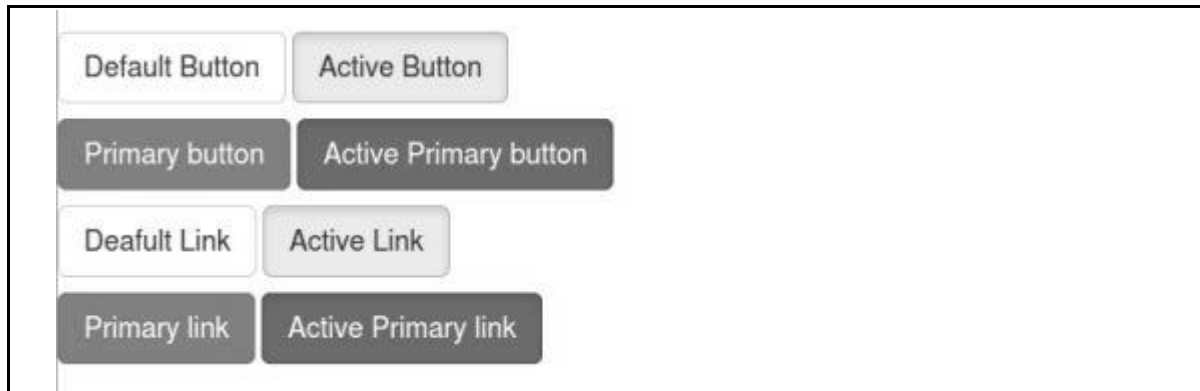 Default Button Active Button
Primary button Active Primary button
Deafult Link Active Link
Primary link Active Primary link